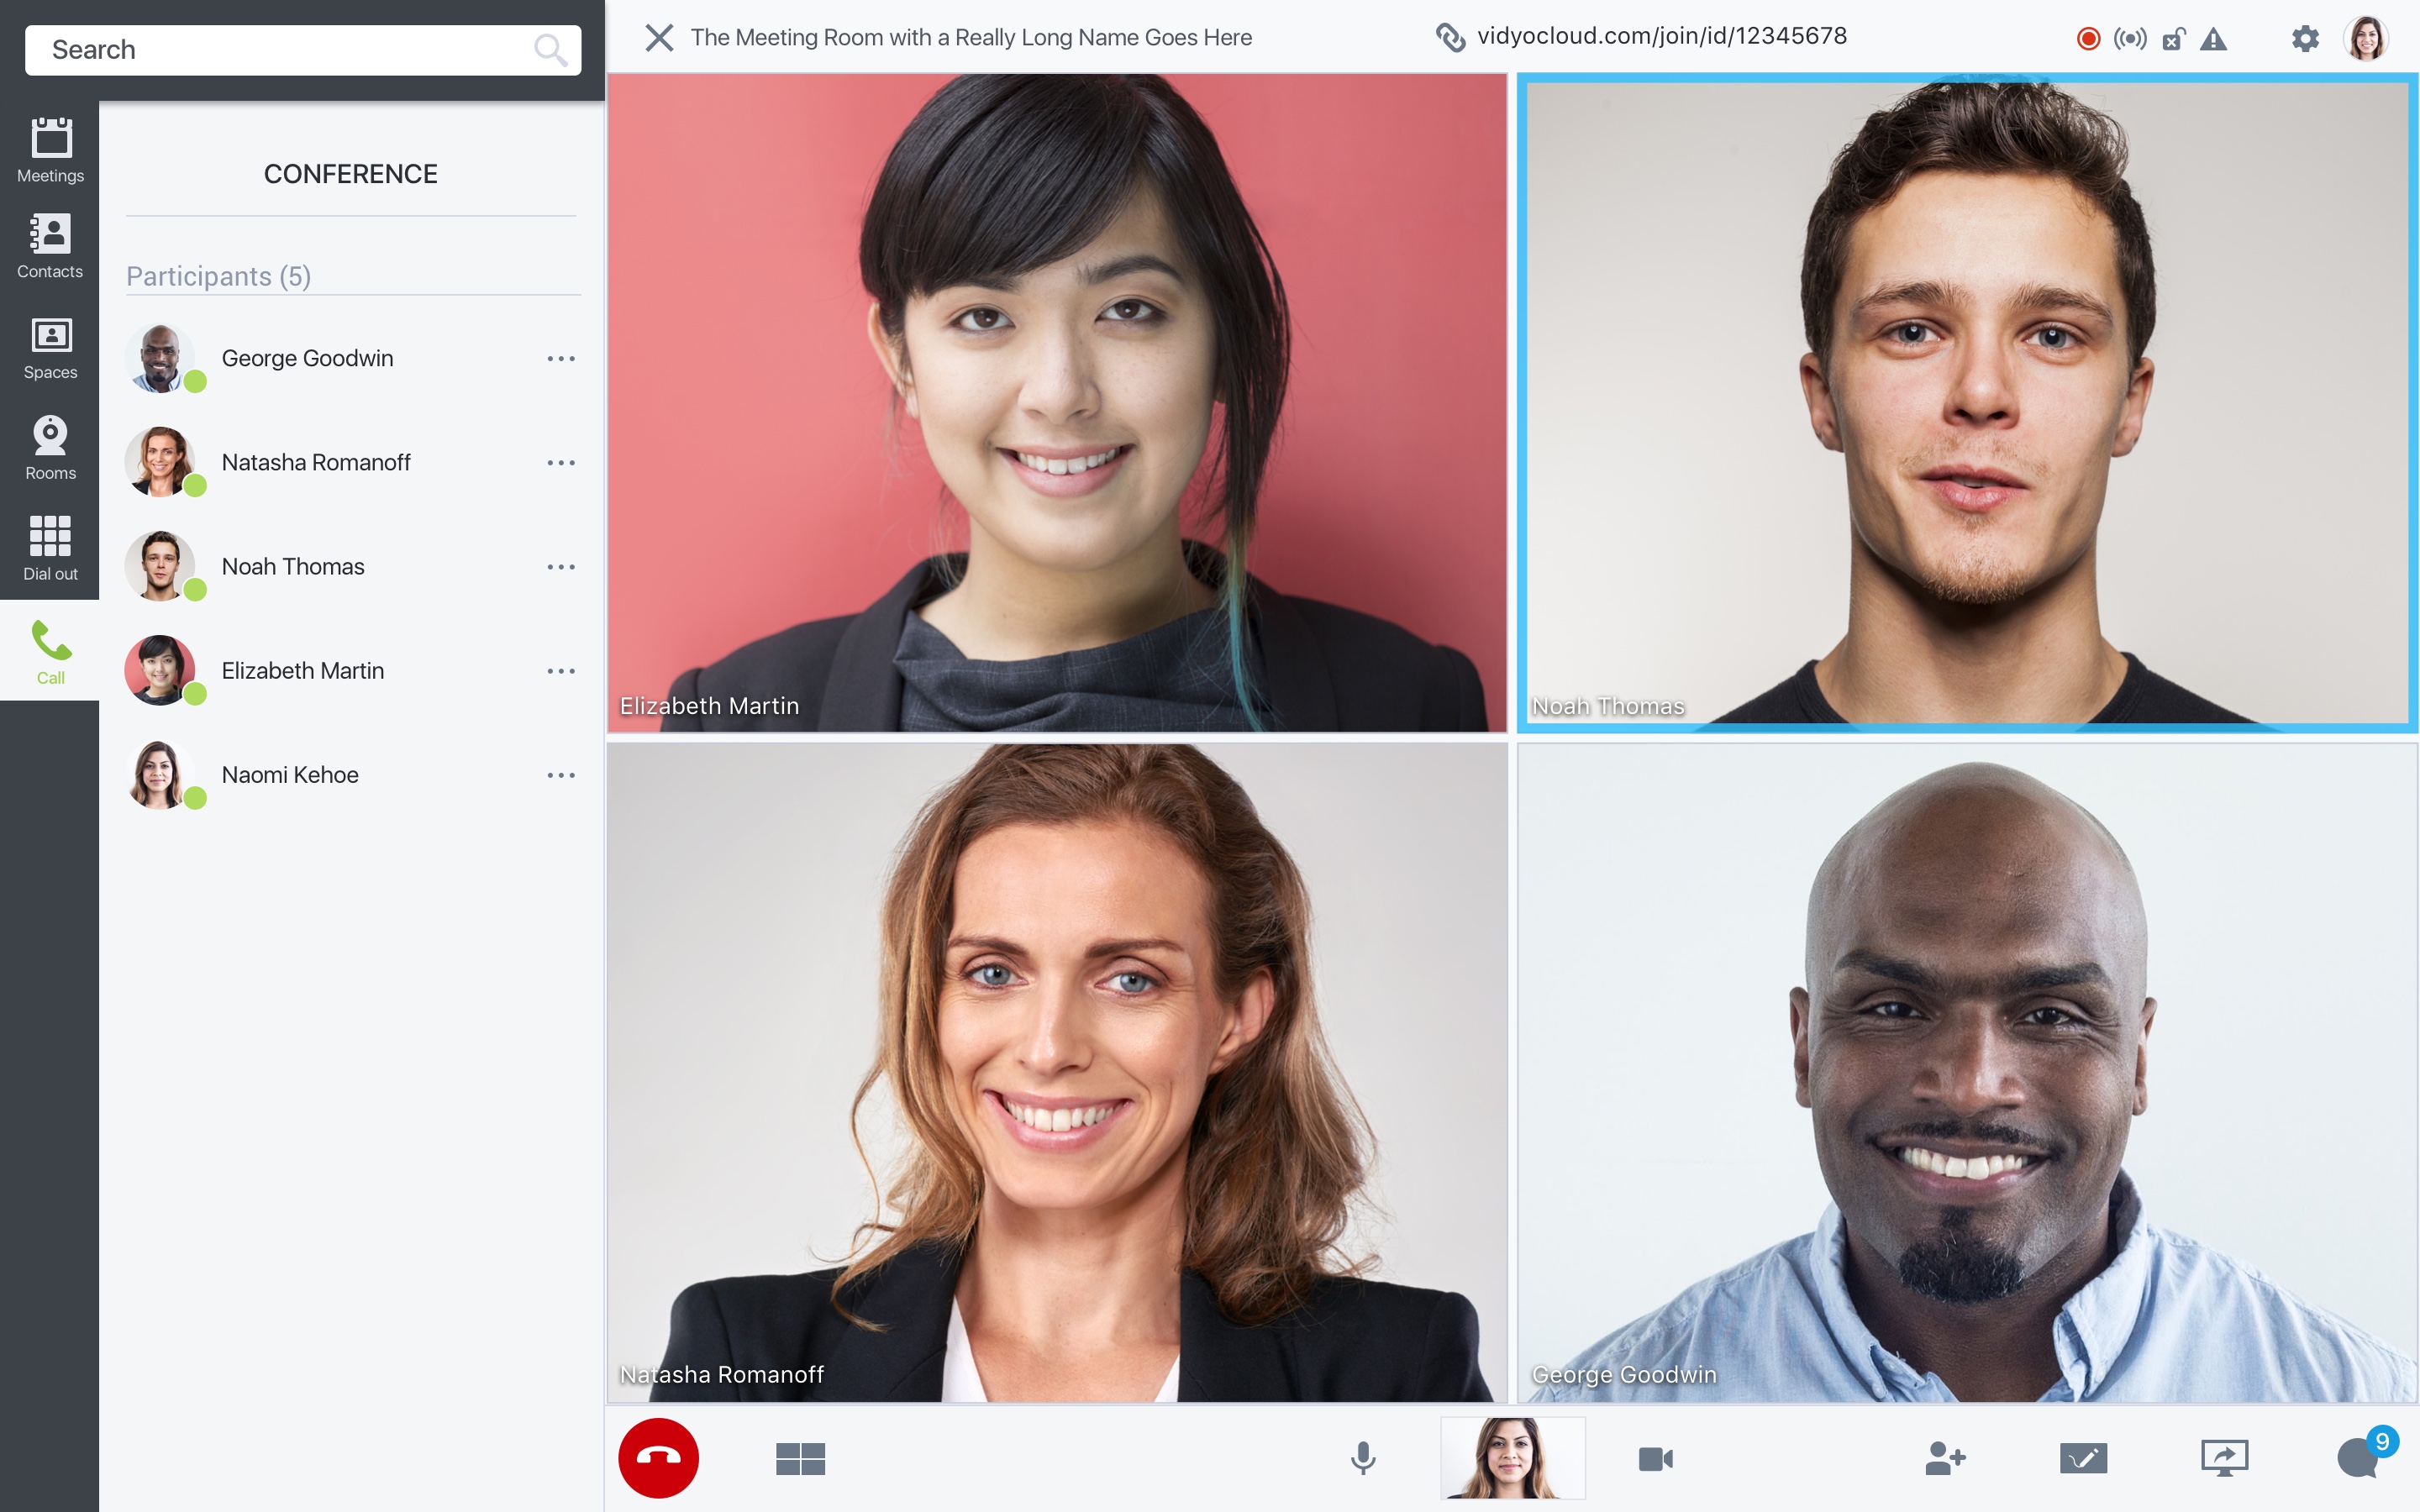 Search
The Meeting Room with a Really Long Name Goes Here
vidyocloud.com/join/id/12345678
Meetings
Contacts
Spaces
Rooms
Dial out
Call
CONFERENCE
Participants (5)
George Goodwin
Natasha Romanoff
Noah Thomas
Elizabeth Martin
Naomi Kehoe
Elizabeth Martin
Noah Thomas
Natasha Romanoff
George Goodwin
9